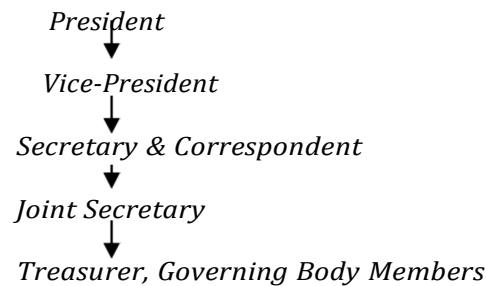 President
Vice-President
Secretary & Correspondent
Joint Secretary
Treasurer, Governing Body Members